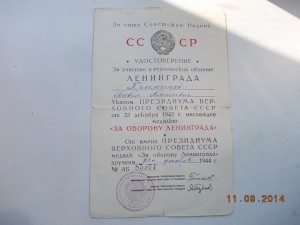 За нашу Советскую Родину
СССР
УДОСТОВЕРЕНИЕ
За участие в героической обороне
ЛЕНИНГРАДА
Указом ПРЕЗИДИУМА ВЕР-
ХОВНОГО СОВЕТА СССР
от 22 декабря 1942 г. награжден
медалью
«ЗА ОБОРОНУ ЛЕНИНГРАДА»
От имени ПРЕЗИДИУМА
ВЕРХОВНОГО СОВЕТА СССР
медаль «За оборону Ленинграда»
вручена 1944 г.
№
11.08.2014